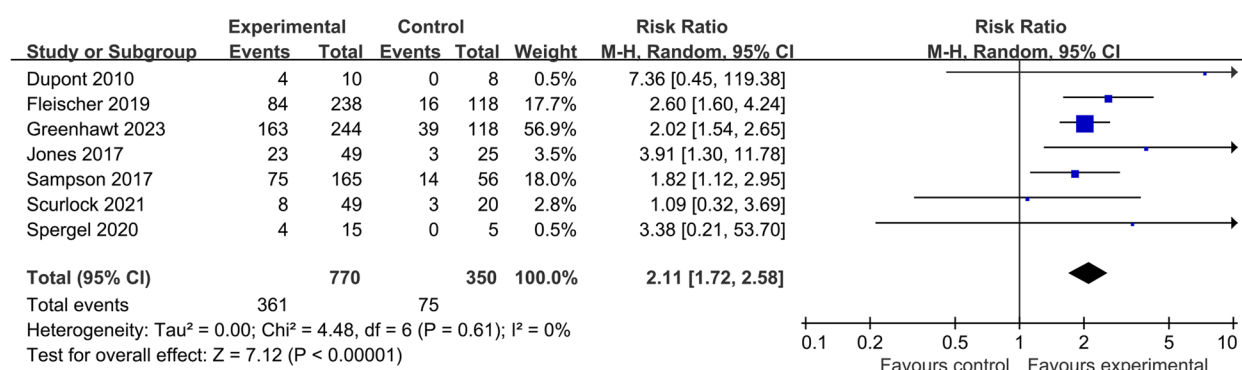 Experimental Control Risk Ratio Risk Ratio
Study or Subgroup Events Total Events Total Weight M-H, Random, 95% CI M-H, Random, 95% CI
Dupont 2010 4 10 0 8 0.5% 7.36 [0.45, 119.38]
Fleischer 2019 84 238 16 118 17.7% 2.60 [1.60, 4.24]
Greenhawt 2023 163 244 39 118 56.9% 2.02 [1.54, 2.65]
Jones 2017 23 49 3 25 3.5% 3.91 [1.30, 11.78]
Sampson 2017 75 165 14 56 18.0% 1.82 [1.12, 2.95]
Scurlock 2021 8 49 3 20 2.8% 1.09 [0.32, 3.69]
Spergel 2020 4 15 0 5 0.5% 3.38 [0.21, 53.70]
Total (95% CI) 770 350 100.0% 2.11 [1.72, 2.58]
Total events 361 75
Heterogeneity: Tau² = 0.00; Chi² = 4.48, df = 6 (P = 0.61); I² = 0%
Test for overall effect: Z = 7.12 (P < 0.00001)
0.1 0.2 0.5 1 2 5 10
Favours control Favours experimental